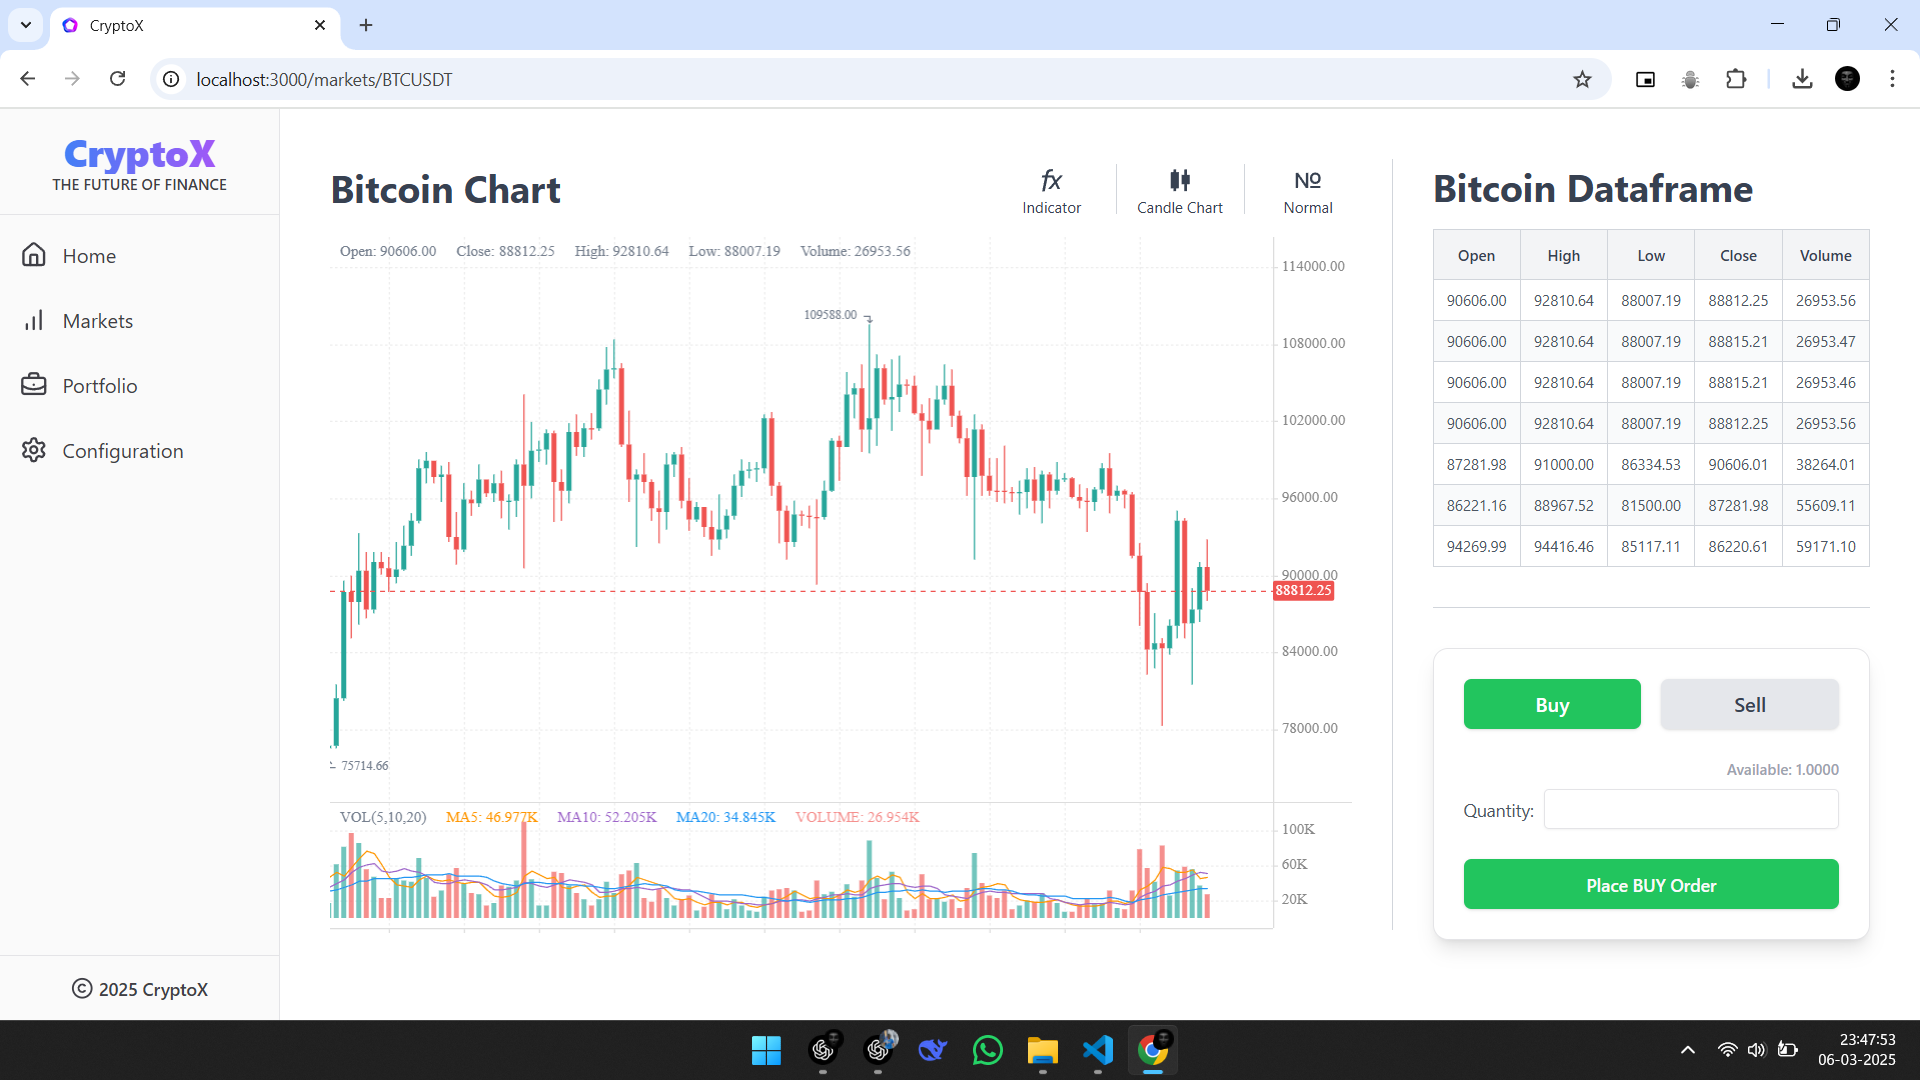 CryptoX
localhost:3000/markets/BTCUSDT
CryptoX
THE FUTURE OF FINANCE
Home
Markets
Portfolio
Configuration
© 2025 CryptoX
Bitcoin Chart
fx
Indicator
Candle Chart
№
Normal
Open: 90606.00 Close: 88812.25 High: 92810.64 Low: 88007.19 Volume: 26953.56
109588.00
75714.66
114000.00
108000.00
102000.00
96000.00
90000.00
88812.25
84000.00
78000.00
VOL(5,10,20) MA5: 46.977K MA10: 52.205K MA20: 34.845K VOLUME: 26.954K
100K
60K
20K
Bitcoin Dataframe
Open High Low Close Volume
90606.00 92810.64 88007.19 88812.25 26953.56
90606.00 92810.64 88007.19 88815.21 26953.47
90606.00 92810.64 88007.19 88815.21 26953.46
90606.00 92810.64 88007.19 88812.25 26953.56
87281.98 91000.00 86334.53 90606.01 38264.01
86221.16 88967.52 81500.00 87281.98 55609.11
94269.99 94416.46 85117.11 86220.61 59171.10
Buy Sell
Available: 1.0000
Quantity:
Place BUY Order
23:47:53
06-03-2025